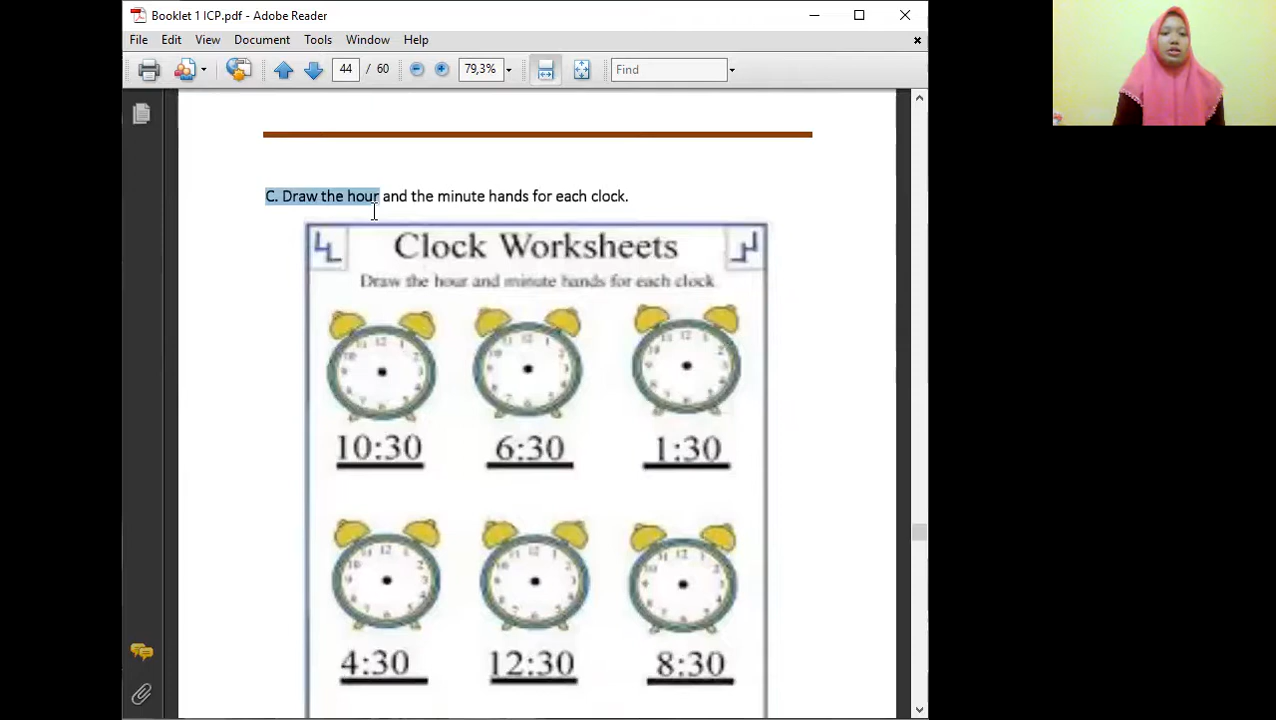 Booklet 1 ICP.pdf - Adobe Reader
File Edit View Document Tools Window Help
44 / 60 79,3% Find
C. Draw the hour and the minute hands for each clock.
Clock Worksheets
Draw the hour and minute hands for each clock
10:30 6:30 1:30
4:30 12:30 8:30